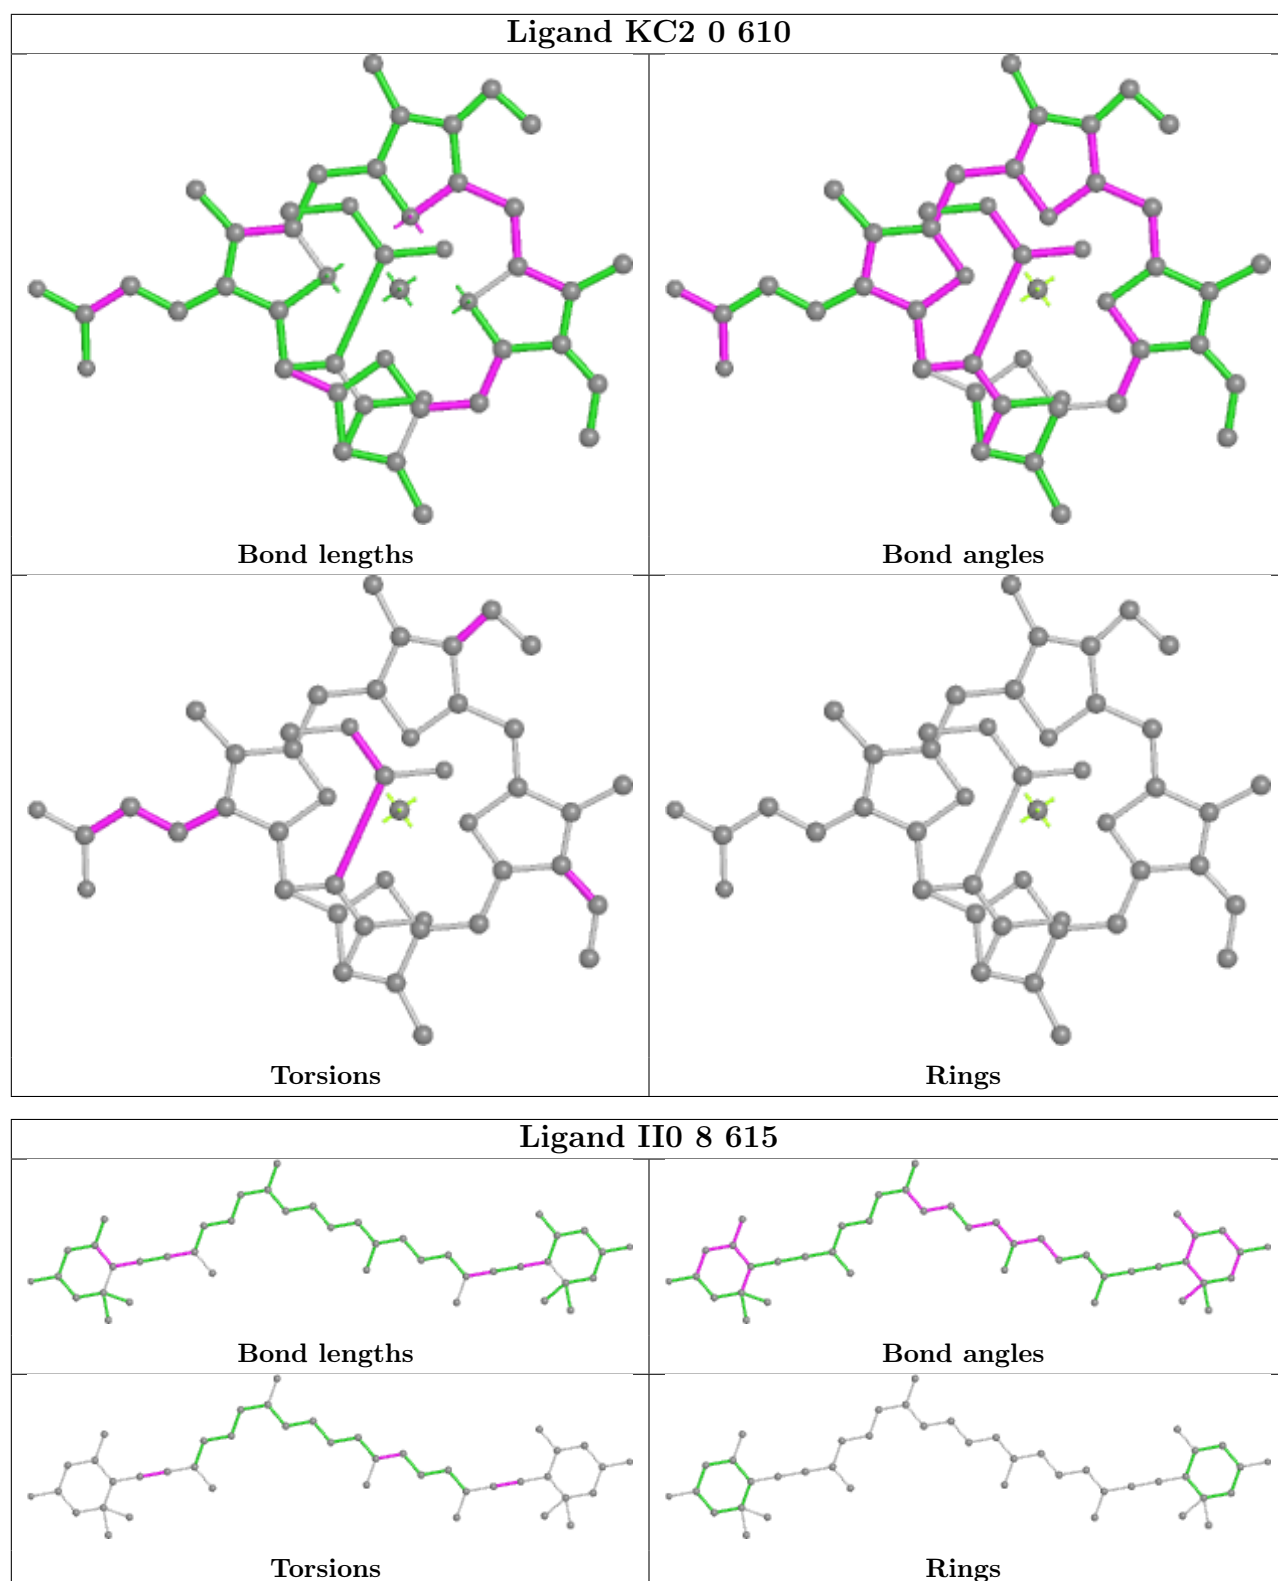 Ligand KC2 0 610
Bond lengths
Bond angles
Torsions
Rings
Ligand II0 8 615
Bond lengths
Bond angles
Torsions
Rings